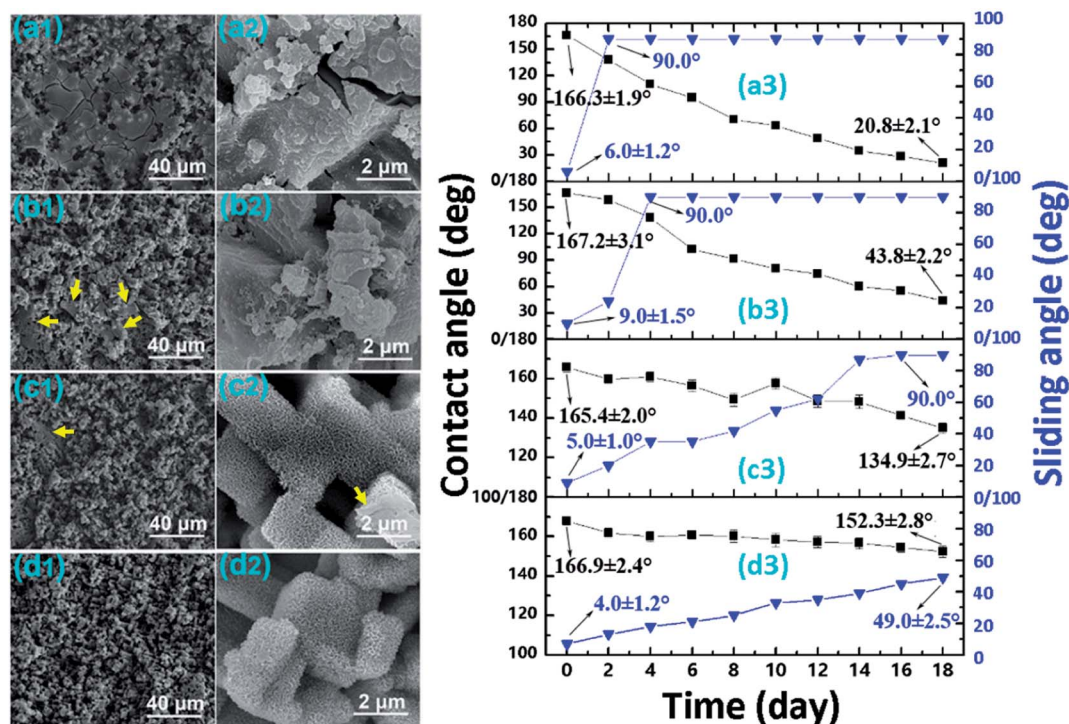 (a1)
40 µm
(a2)
2 µm
(b1)
40 µm
(b2)
2 µm
(c1)
40 µm
(c2)
2 µm
(d1)
40 µm
(d2)
2 µm
Contact angle (deg)
180
150
120
90
60
30
0/180
150
120
90
60
30
0/180
160
140
120
100/180
160
140
120
100
166.3±1.9°
90.0°
(a3)
6.0±1.2°
20.8±2.1°
167.2±3.1°
90.0°
9.0±1.5°
(b3)
43.8±2.2°
165.4±2.0°
5.0±1.0°
(c3)
90.0°
134.9±2.7°
166.9±2.4°
152.3±2.8°
4.0±1.2°
(d3)
49.0±2.5°
100
80
60
40
20
0/100
80
60
40
20
0/100
80
60
40
20
0/100
80
60
40
20
0
Sliding angle (deg)
0 2 4 6 8 10 12 14 16 18
Time (day)